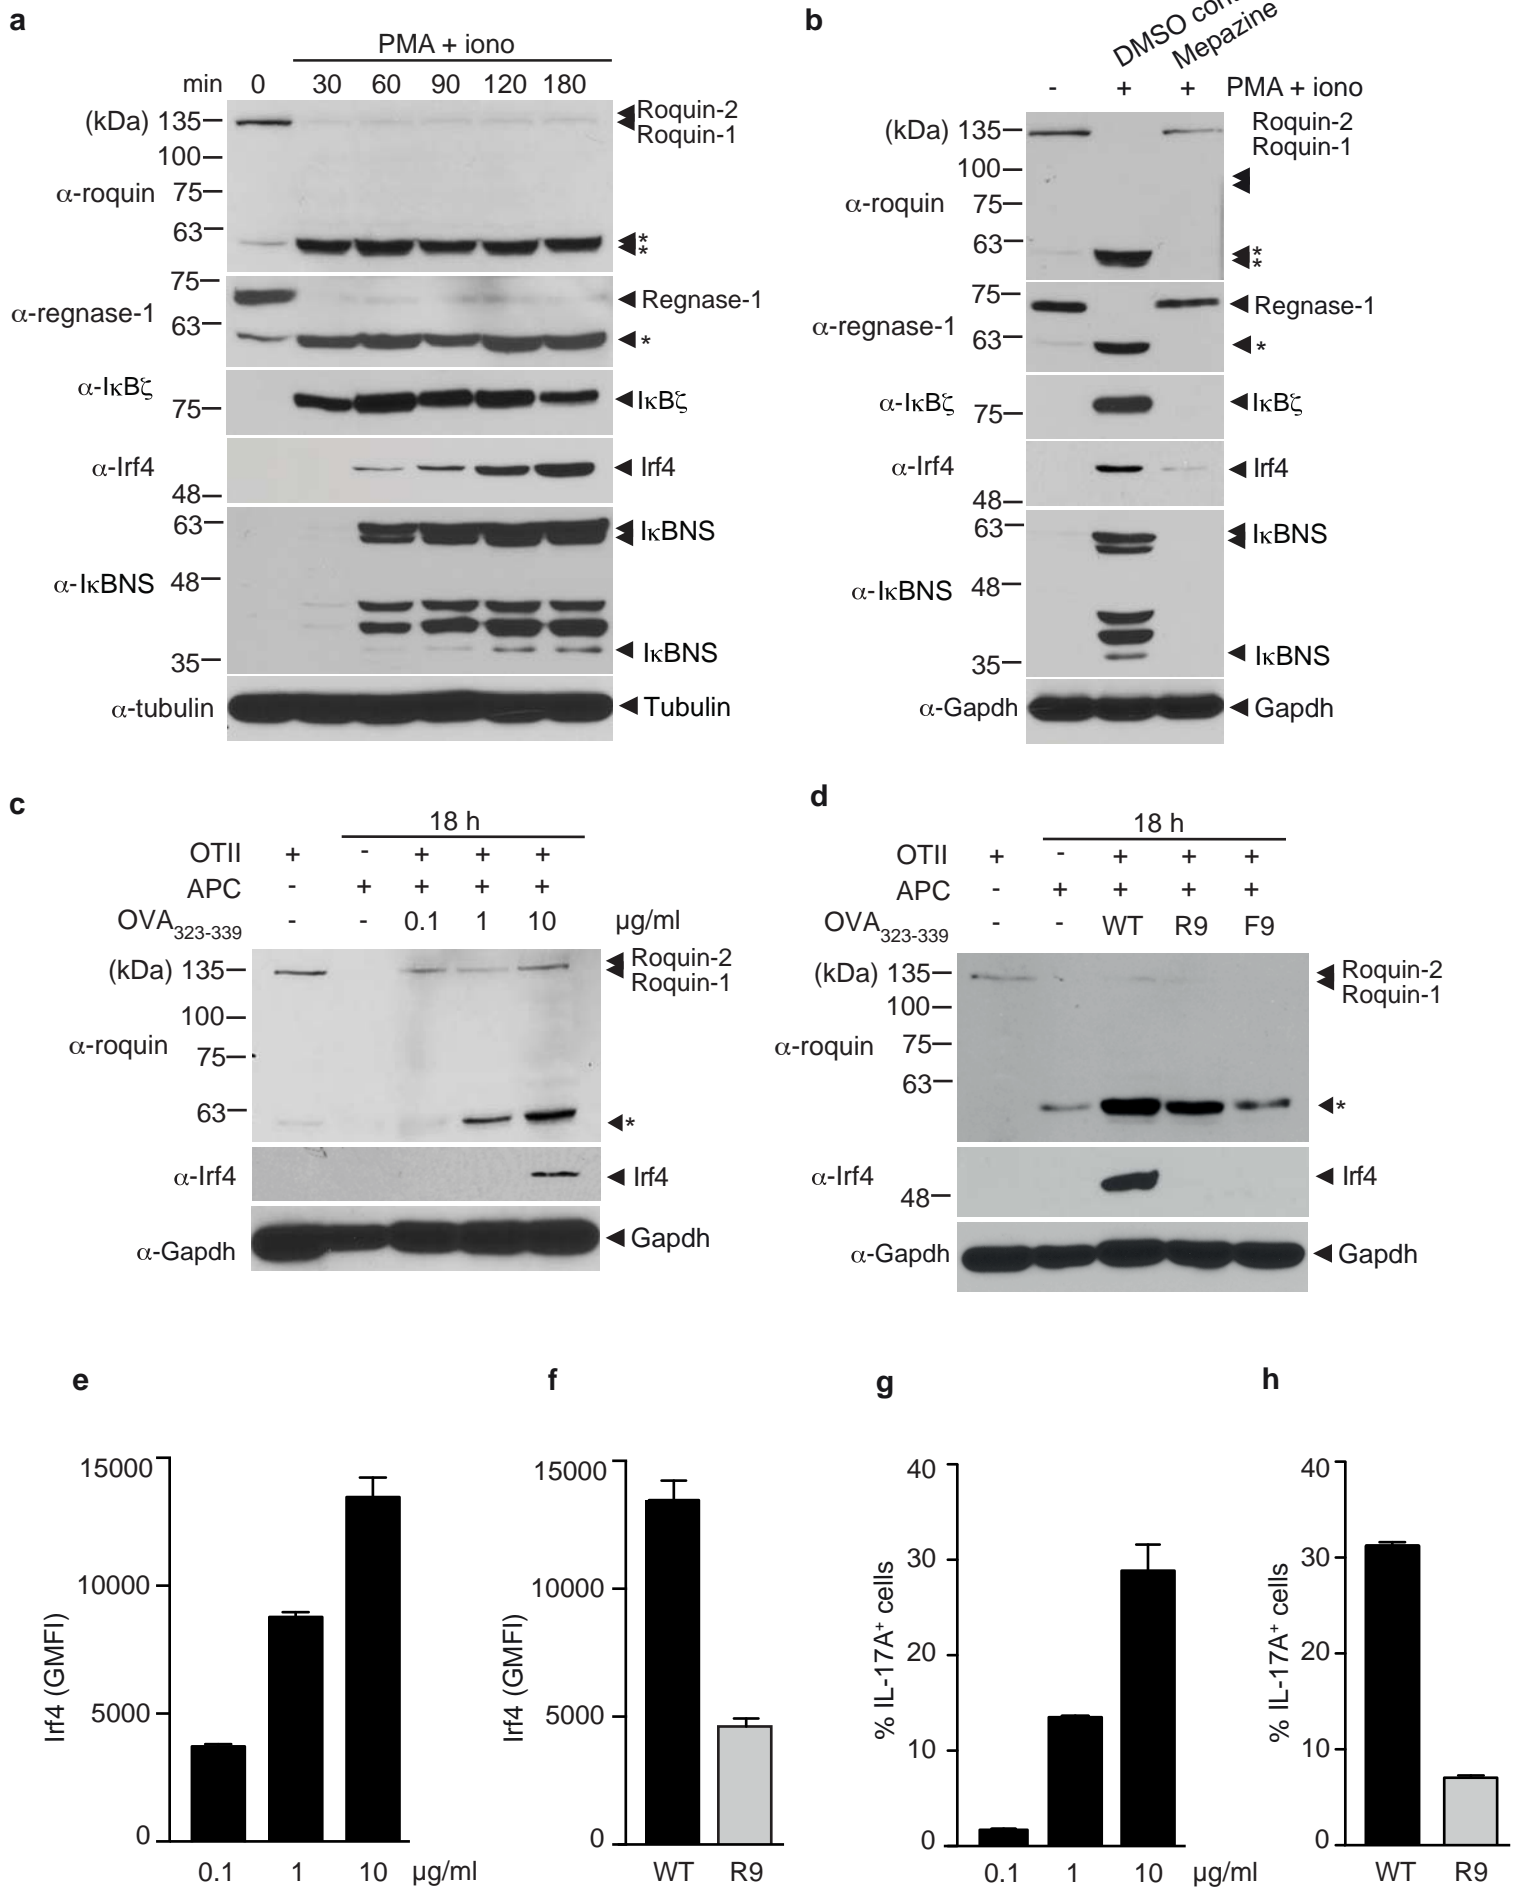 a
PMA + iono
min 0 30 60 90 120 180
(kDa) 135
Roquin-2
Roquin-1
100
α-roquin 75
63
*
*
75
α-regnase-1
Regnase-1
63
*
α-IκBζ
75
IκBζ
α-Irf4
Irf4
48
63
IκBNS
α-IκBNS 48
IκBNS
35
α-tubulin
Tubulin
b
DMSO
Mepazine
- + + PMA + iono
(kDa) 135
Roquin-2
Roquin-1
100
α-roquin 75
63
*
*
75
Regnase-1
α-regnase-1
63
*
α-IκBζ
75
IκBζ
α-Irf4
Irf4
48
63
IκBNS
α-IκBNS 48
IκBNS
35
α-Gapdh
Gapdh
c
18 h
OTII + - + + +
APC - + + + +
OVA323-339 - - 0.1 1 10 µg/ml
(kDa) 135
Roquin-2
Roquin-1
100
α-roquin
75
63
*
α-Irf4
Irf4
α-Gapdh
Gapdh
d
18 h
OTII + - + + +
APC - + + + +
OVA323-339 - - WT R9 F9
(kDa) 135
Roquin-2
Roquin-1
100
α-roquin 75
63
*
α-Irf4
Irf4
48
α-Gapdh
Gapdh
e
Irf4 (GMFI)
15000
10000
5000
0
0.1 1 10 µg/ml
f
Irf4 (GMFI)
15000
10000
5000
0
WT R9
g
% IL-17A+ cells
40
30
20
10
0
0.1 1 10 µg/ml
h
% IL-17A+ cells
40
30
20
10
0
WT R9